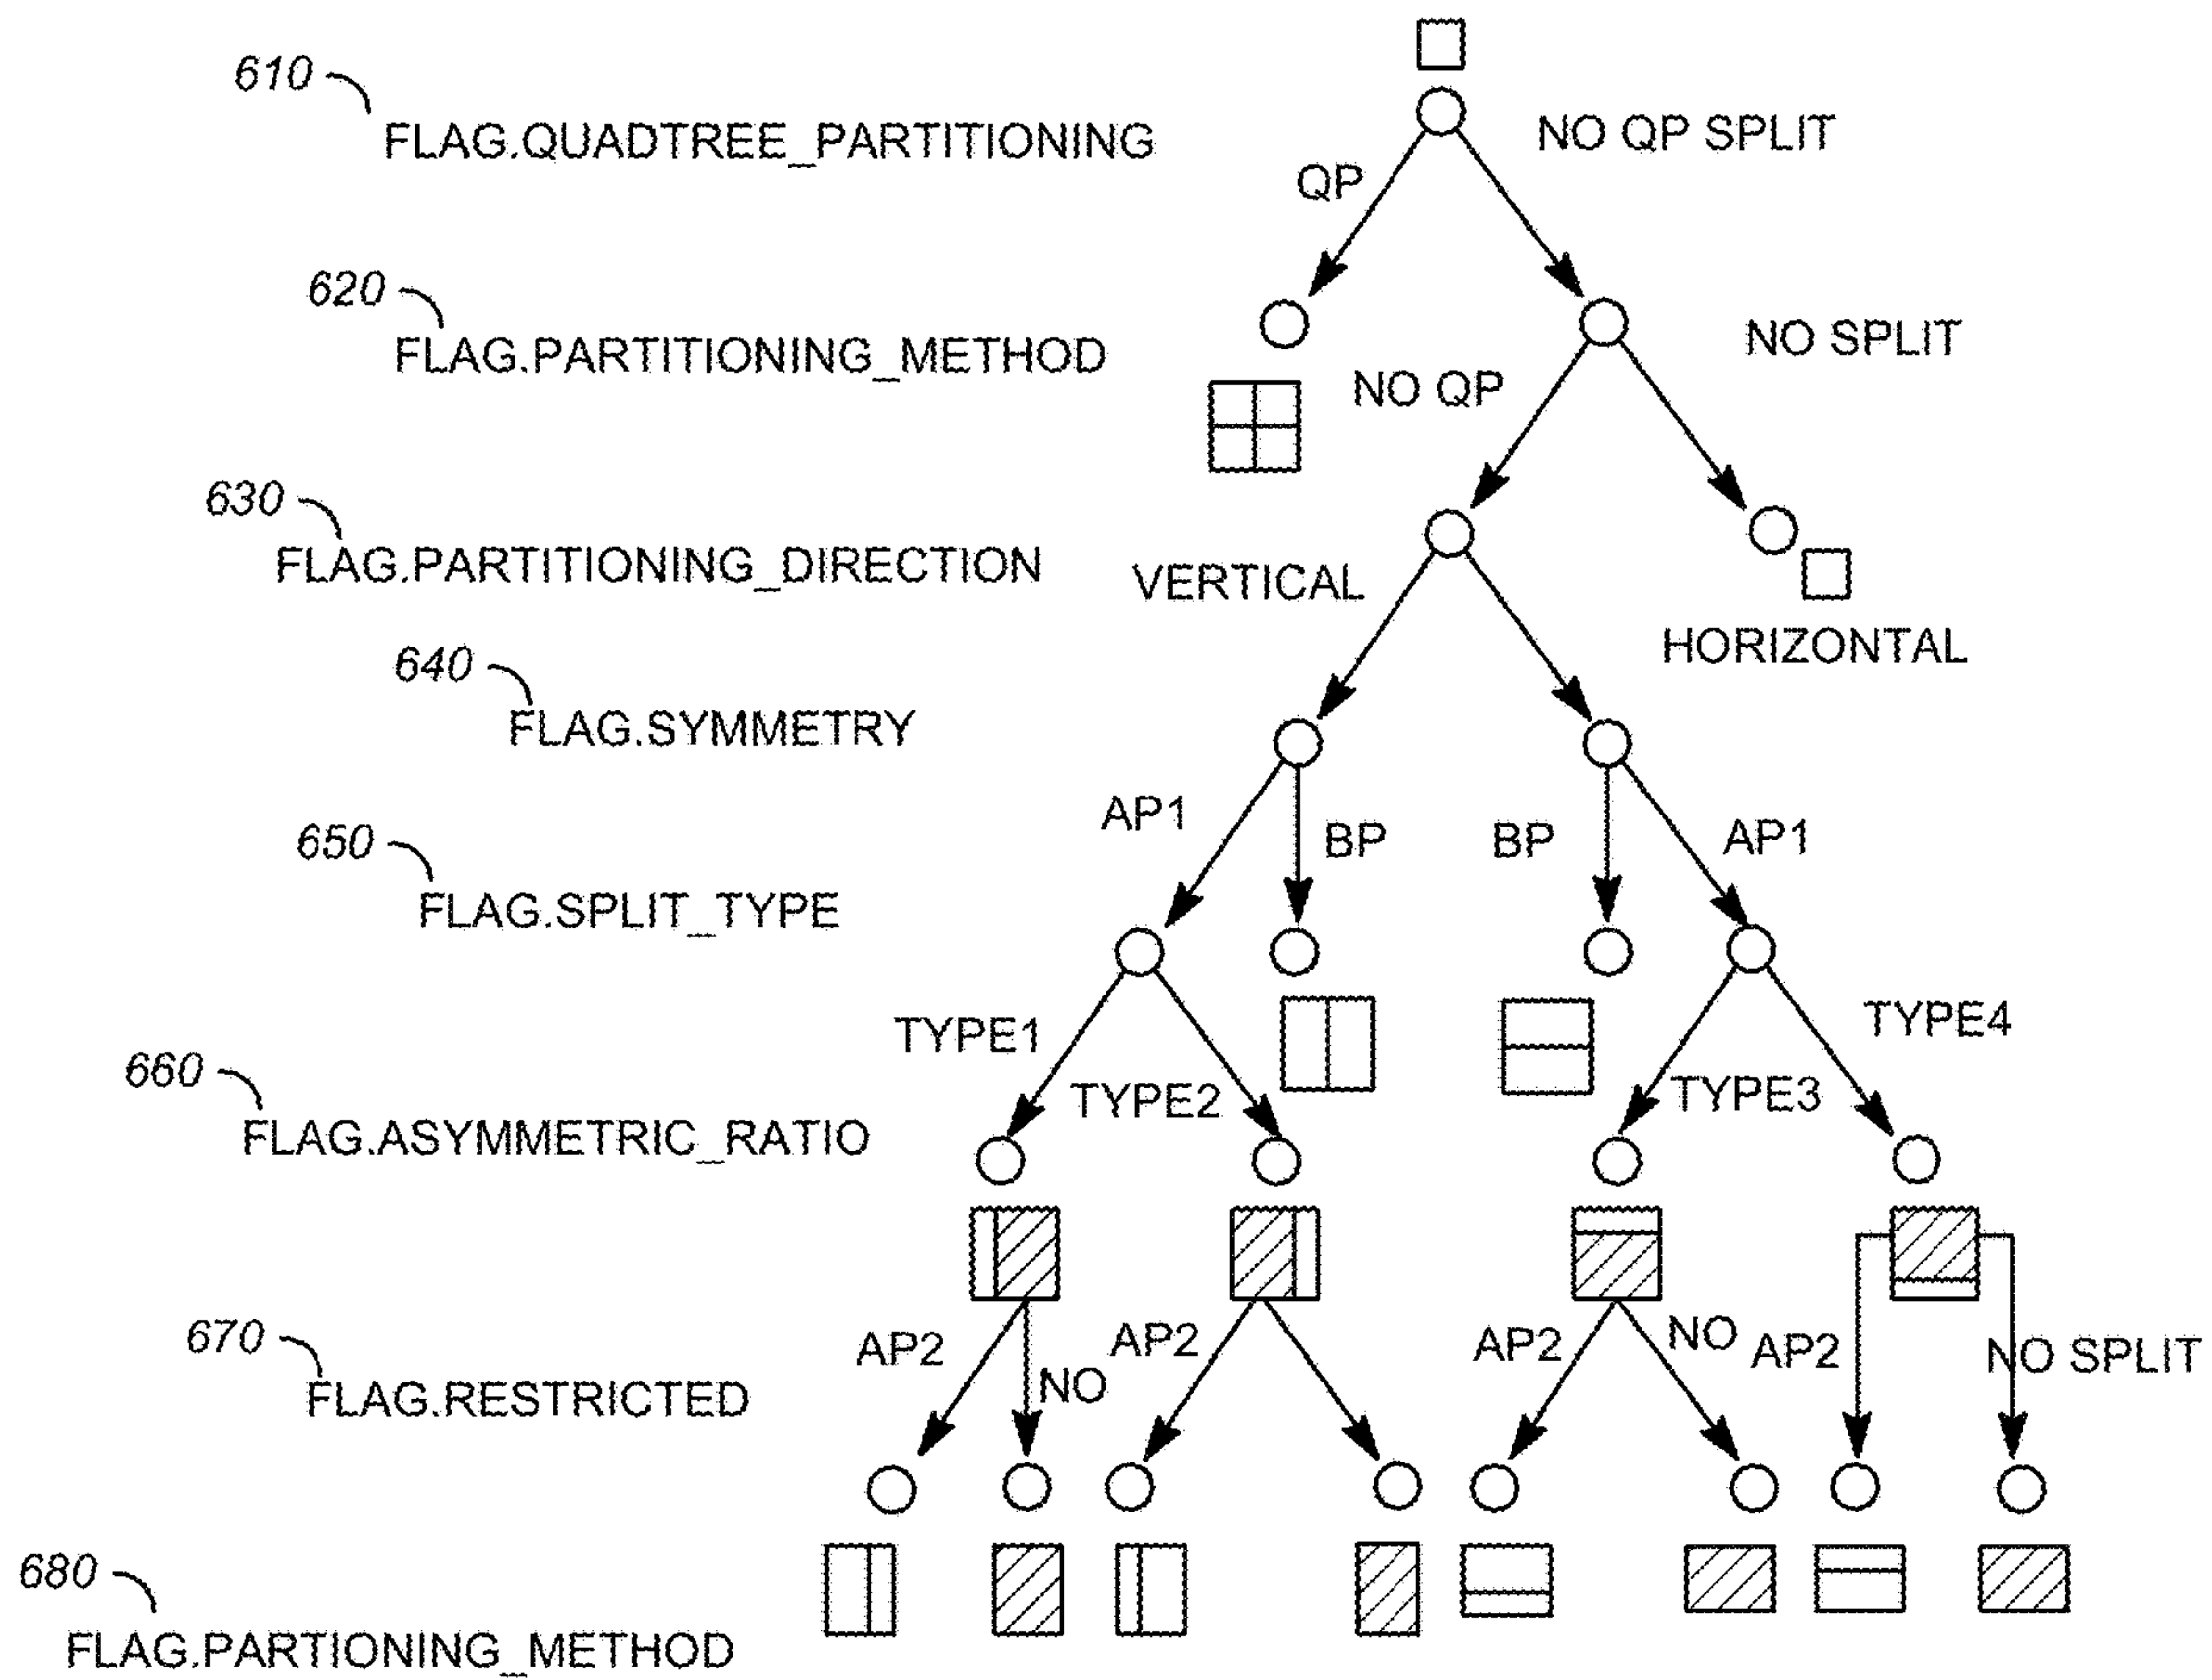 610
FLAG.QUADTREE_PARTITIONING
NO QP SPLIT
QP
620
FLAG.PARTITIONING_METHOD
NO SPLIT
NO QP
630
FLAG.PARTITIONING_DIRECTION
VERTICAL
HORIZONTAL
640
FLAG.SYMMETRY
AP1
BP
BP
AP1
650
FLAG.SPLIT_TYPE
TYPE1
TYPE2
TYPE3
TYPE4
660
FLAG.ASYMMETRIC_RATIO
670
FLAG.RESTRICTED
AP2
NO
AP2
AP2
NO
AP2
NO SPLIT
680
FLAG.PARTIONING_METHOD